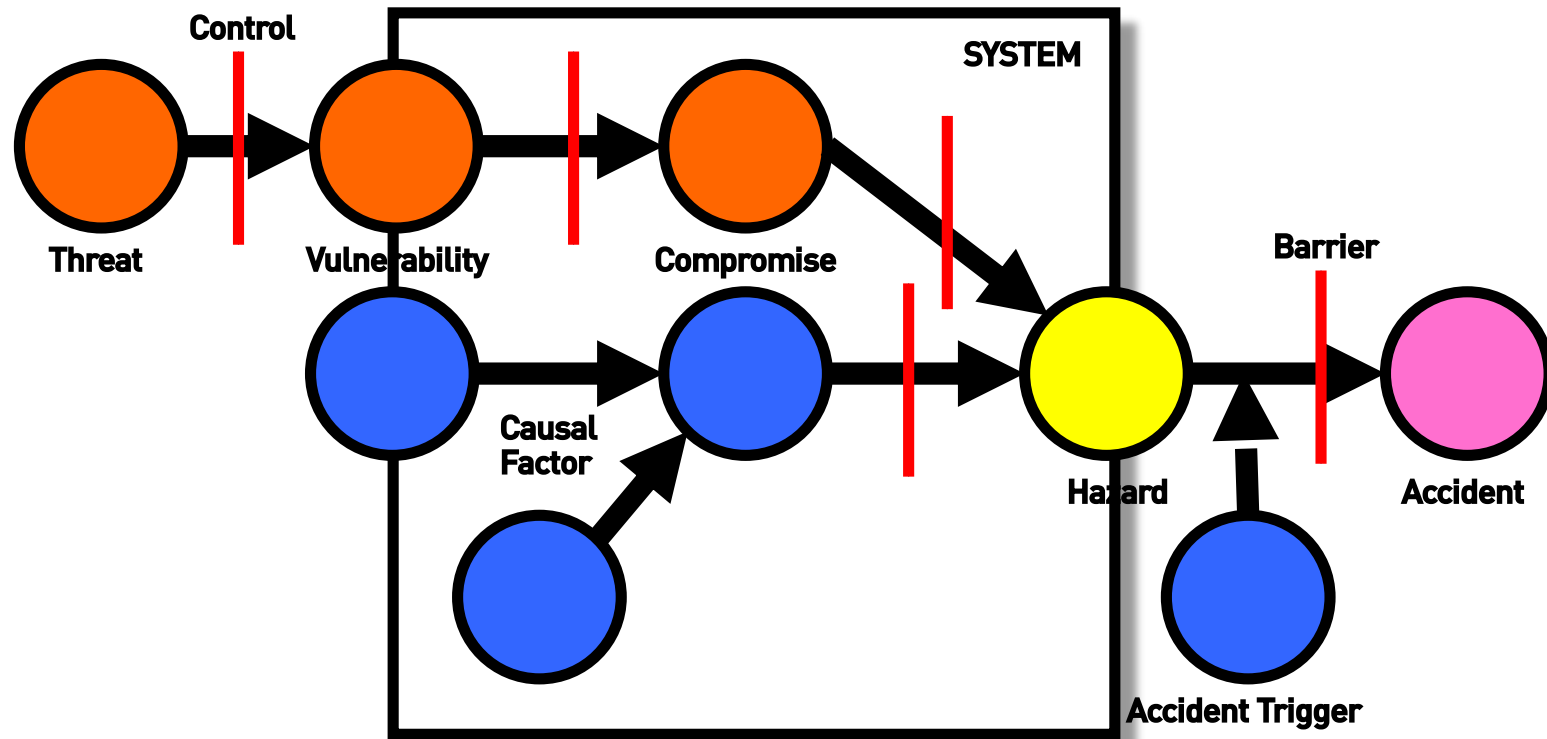 Control
SYSTEM
Threat
Vulnerability
Compromise
Barrier
Causal
Factor
Hazard
Accident
Accident Trigger